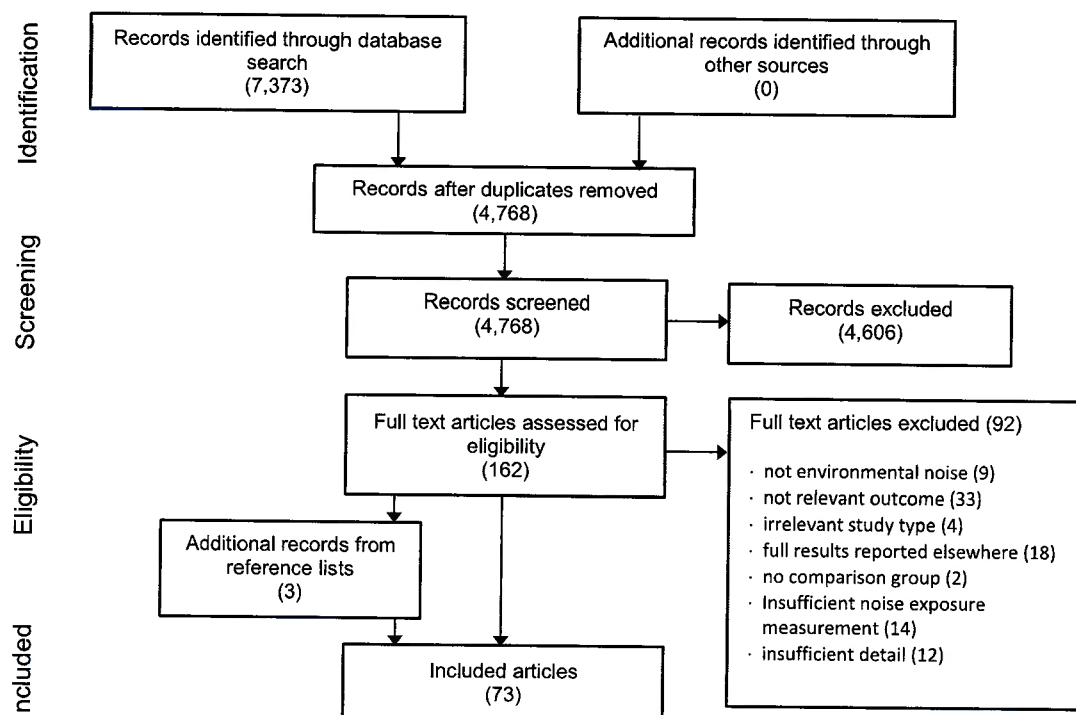 Identification
Records identified through database
search
(7,373)
Additional records identified through
other sources
(0)
Records after duplicates removed
(4,768)
Screening
Records screened
(4,768)
Records excluded
(4,606)
Eligibility
Full text articles assessed for
eligibility
(162)
Full text articles excluded (92)
· not environmental noise (9)
· not relevant outcome (33)
· irrelevant study type (4)
· full results reported elsewhere (18)
· no comparison group (2)
· Insufficient noise exposure
measurement (14)
· insufficient detail (12)
Additional records from
reference lists
(3)
ncluded
Included articles
(73)